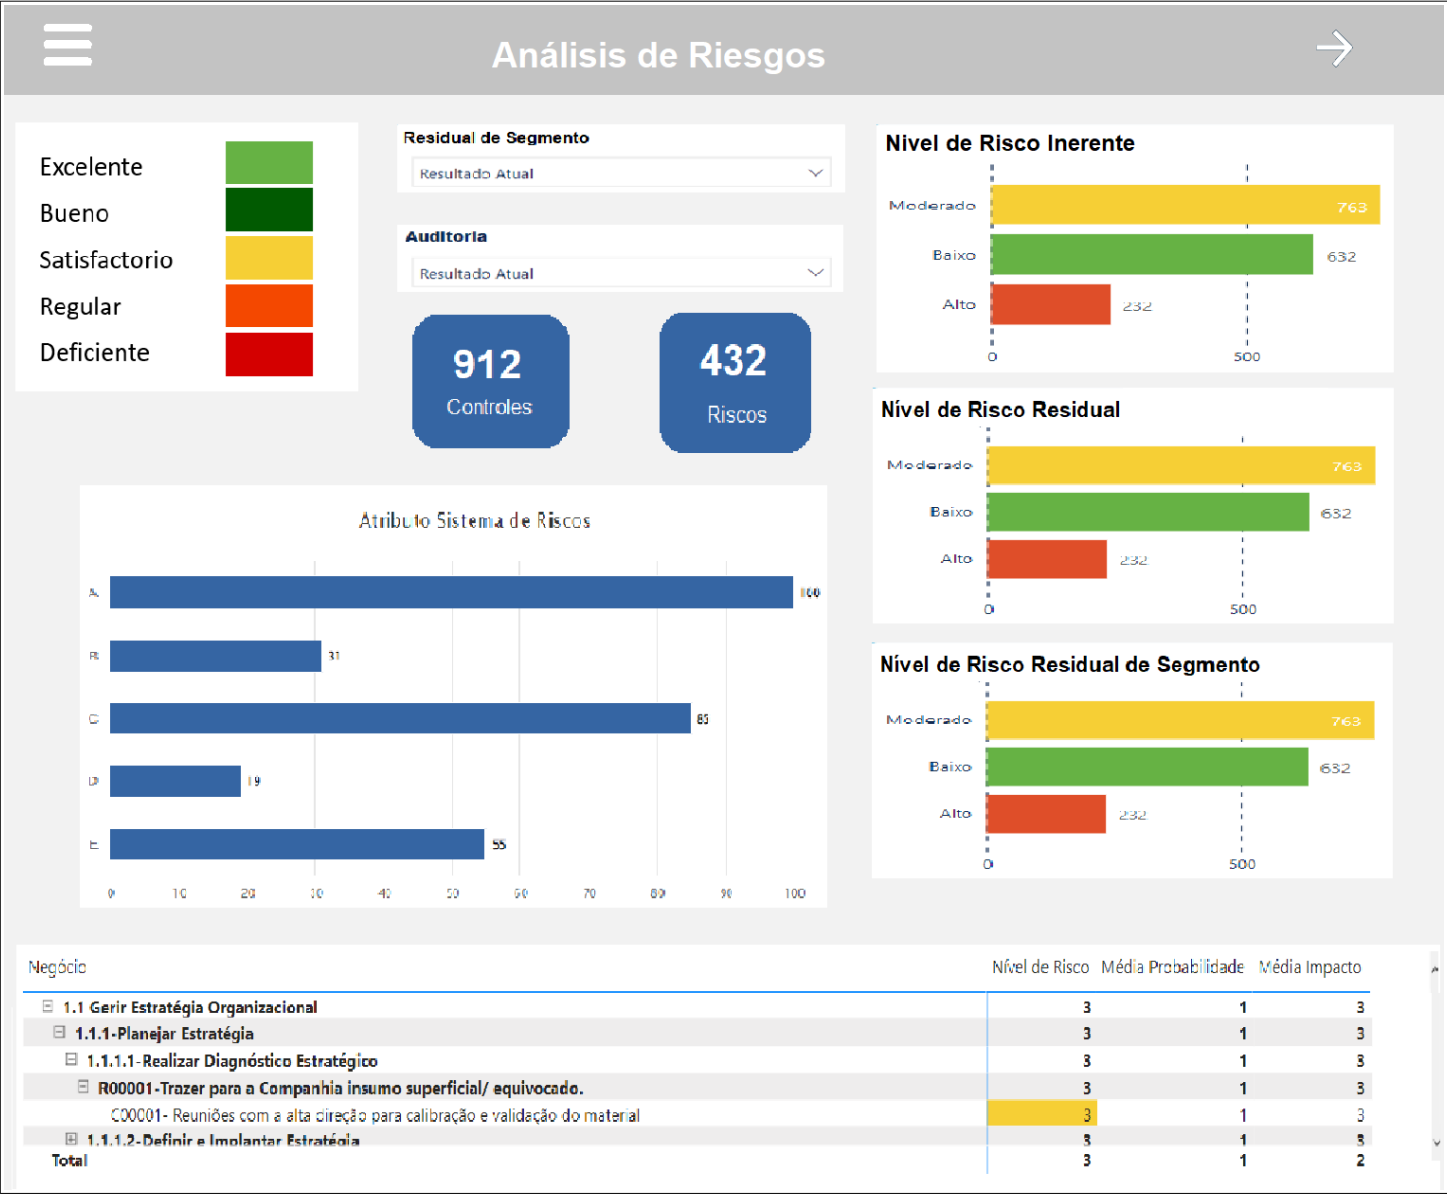 Análisis de Riesgos
Excelente
Bueno
Satisfactorio
Regular
Deficiente
Residual de Segmento
Resultado Atual
Auditoria
Resultado Atual
912
Controles
432
Riscos
Nivel de Risco Inerente
Moderado 763
Baixo 632
Alto 232
0 500
Nível de Risco Residual
Moderado 763
Baixo 632
Alto 232
0 500
Nível de Risco Residual de Segmento
Moderado 763
Baixo 632
Alto 232
0 500
Atributo Sistema de Riscos
A 100
B 31
C 85
D 19
E 55
0 10 20 30 40 50 60 70 80 90 100
Negócio Nível de Risco Média Probabilidade Média Impacto
1.1 Gerir Estratégia Organizacional 3 1 3
1.1.1-Planejar Estratégia 3 1 3
1.1.1.1-Realizar Diagnóstico Estratégico 3 1 3
R00001-Trazer para a Companhia insumo superficial/ equivocado. 3 1 3
C00001- Reuniões com a alta direção para calibração e validação do material 3 1 3
1.1.1.2-Definir e Implantar Estratégia 3 1 3
Total 3 1 2